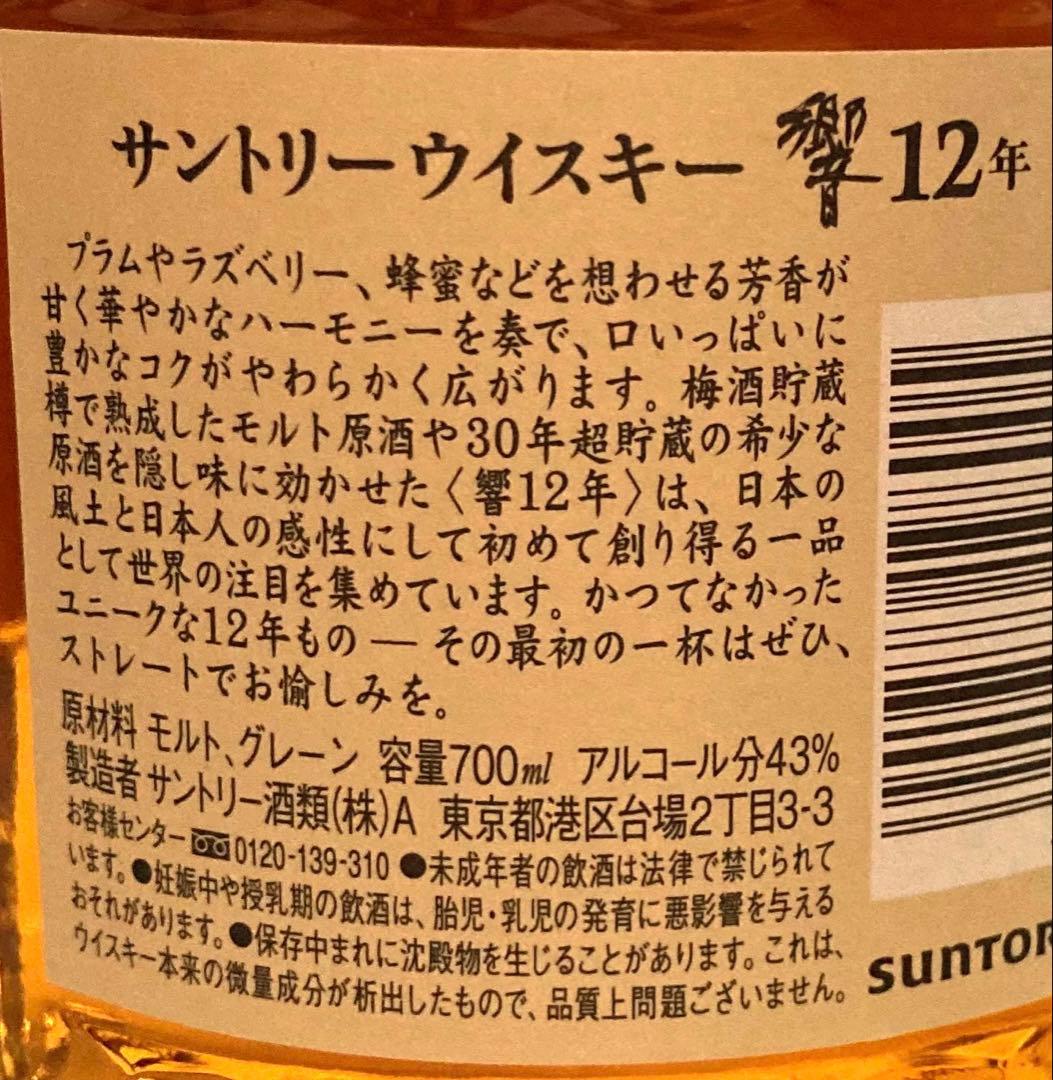 サントリーウイスキー 響 12年
プラムやラズベリー、蜂蜜などを想わせる芳香が
甘く華やかなハーモニーを奏で、口いっぱいに
豊かなコクがやわらかく広がります。梅酒貯蔵
樽で熟成したモルト原酒や30年超貯蔵の希少な
原酒を隠し味に効かせた〈響12年〉は、日本の
風土と日本人の感性にして初めて創り得る一品
として世界の注目を集めています。かつてなかった
ユニークな12年もの ― その最初の一杯はぜひ、
ストレートでお愉しみを。
原材料 モルト、グレーン 容量700ml アルコール分43%
製造者 サントリー酒類(株)A 東京都港区台場2丁目3-3
お客様センター 0120-139-310 ●未成年者の飲酒は法律で禁じられて
います。●妊娠中や授乳期の飲酒は、胎児・乳児の発育に悪影響を与える
おそれがあります。●保存中まれに沈殿物を生じることがあります。これは、
ウイスキー本来の微量成分が析出したもので、品質上問題ございません。
SUNTOR